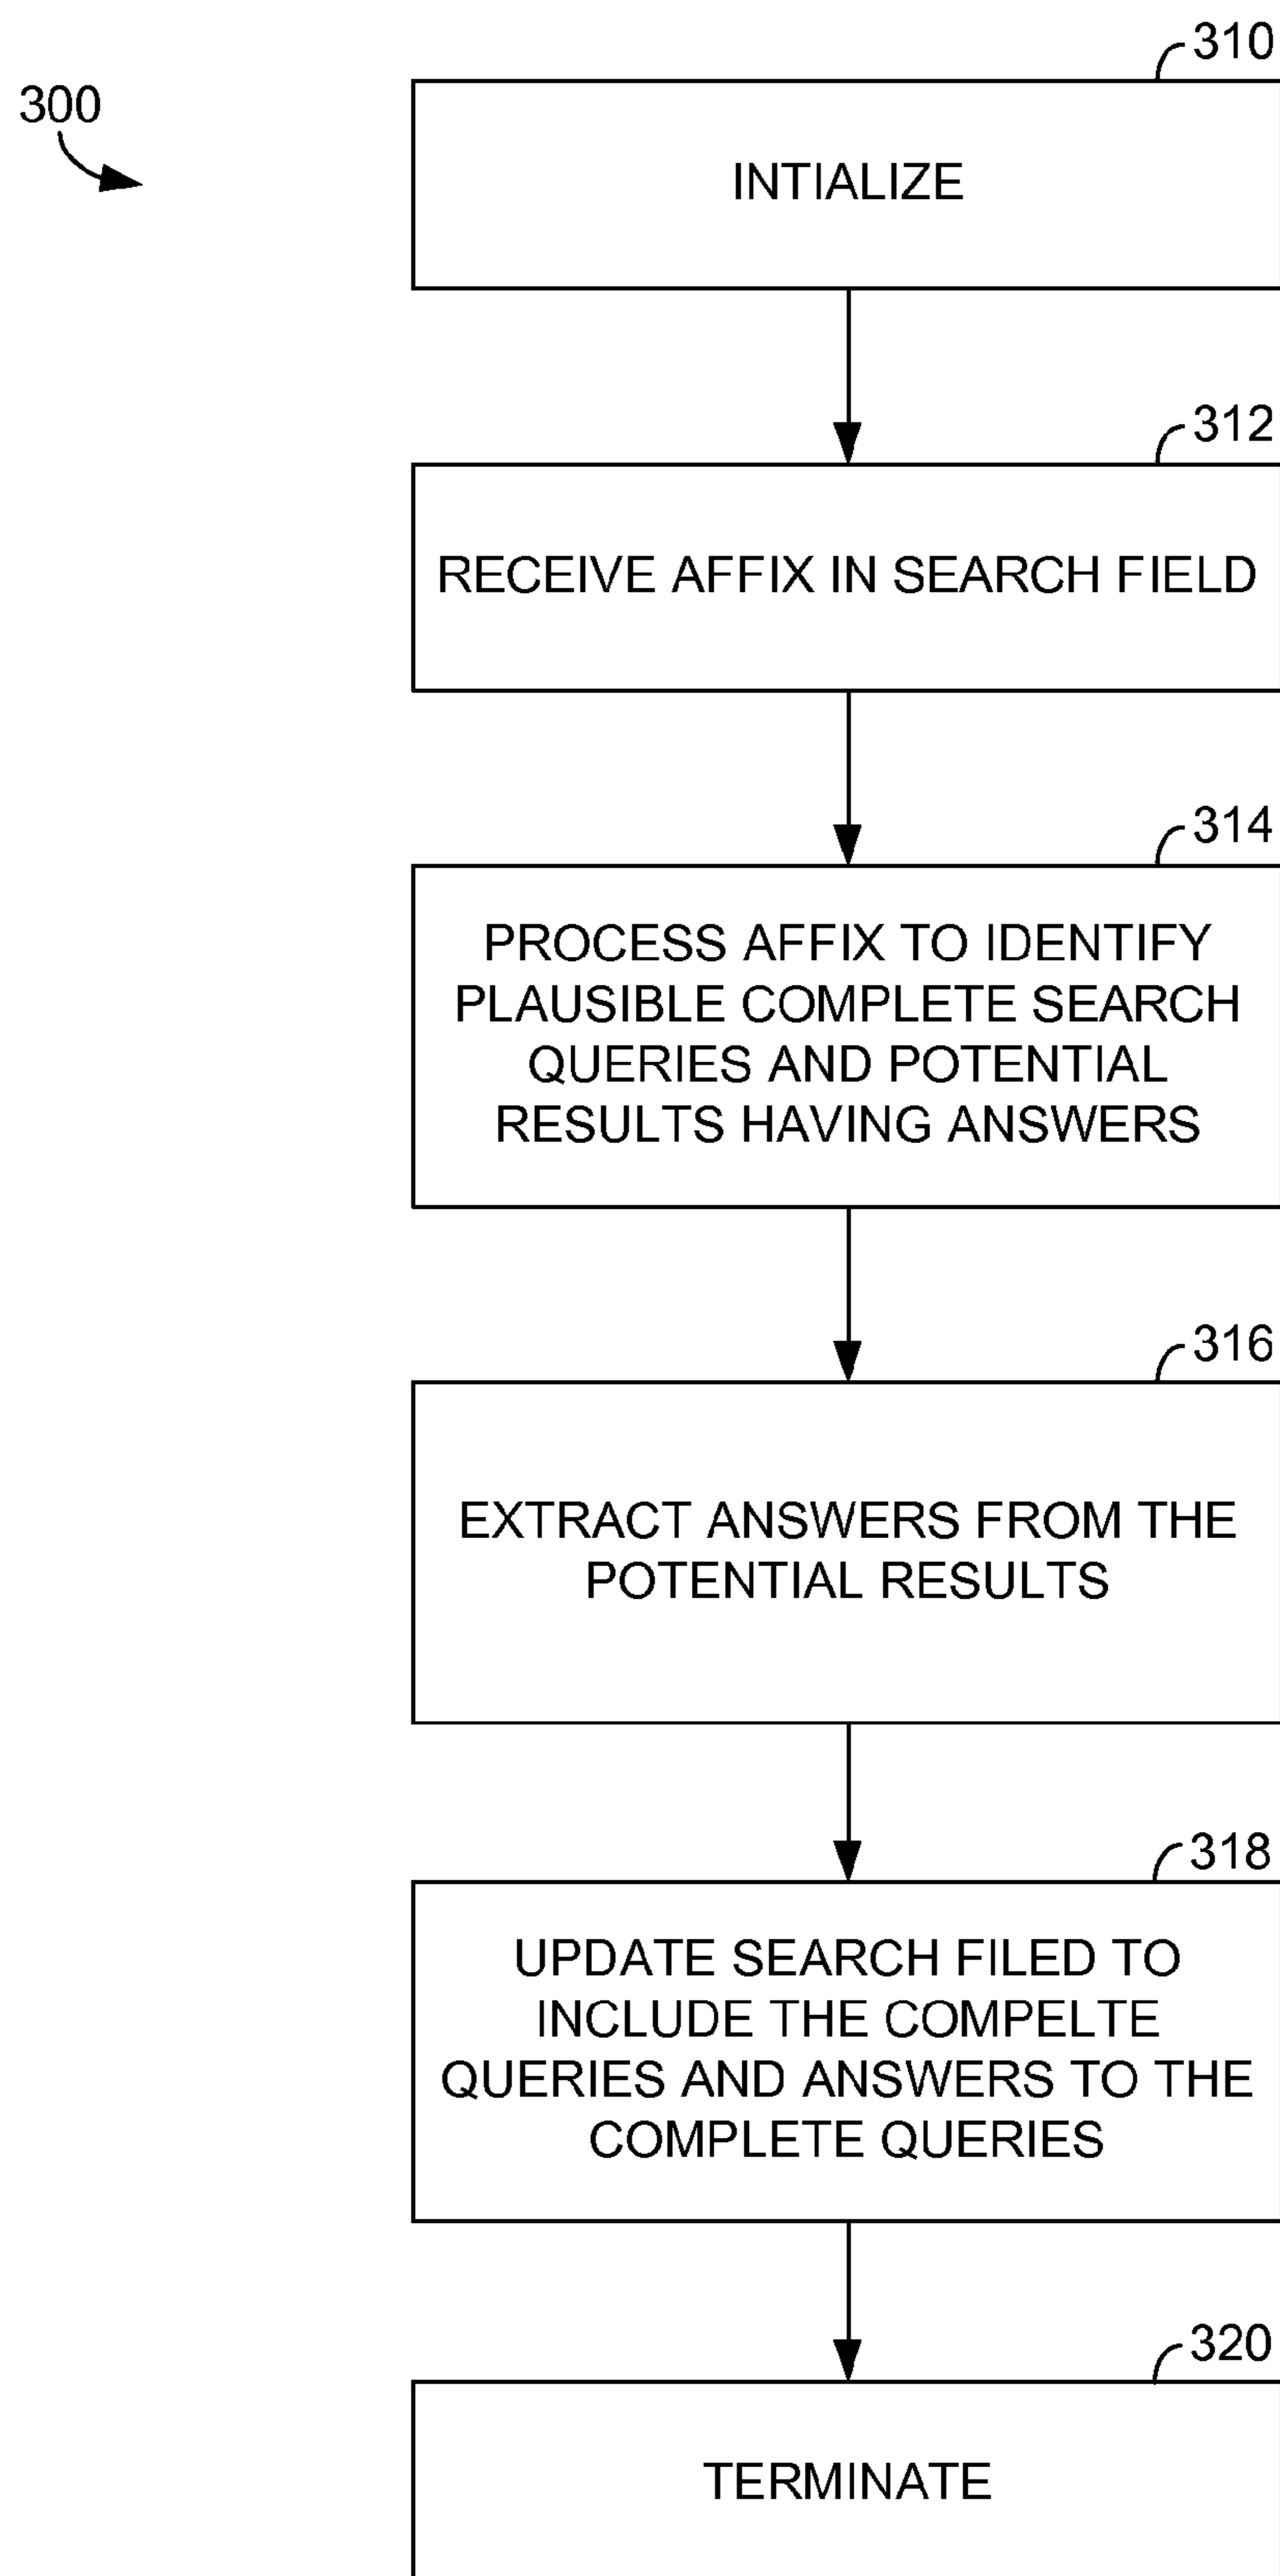 310
300
INTIALIZE
312
RECEIVE AFFIX IN SEARCH FIELD
314
PROCESS AFFIX TO IDENTIFY
PLAUSIBLE COMPLETE SEARCH
QUERIES AND POTENTIAL
RESULTS HAVING ANSWERS
316
EXTRACT ANSWERS FROM THE
POTENTIAL RESULTS
318
UPDATE SEARCH FILED TO
INCLUDE THE COMPELTE
QUERIES AND ANSWERS TO THE
COMPLETE QUERIES
320
TERMINATE